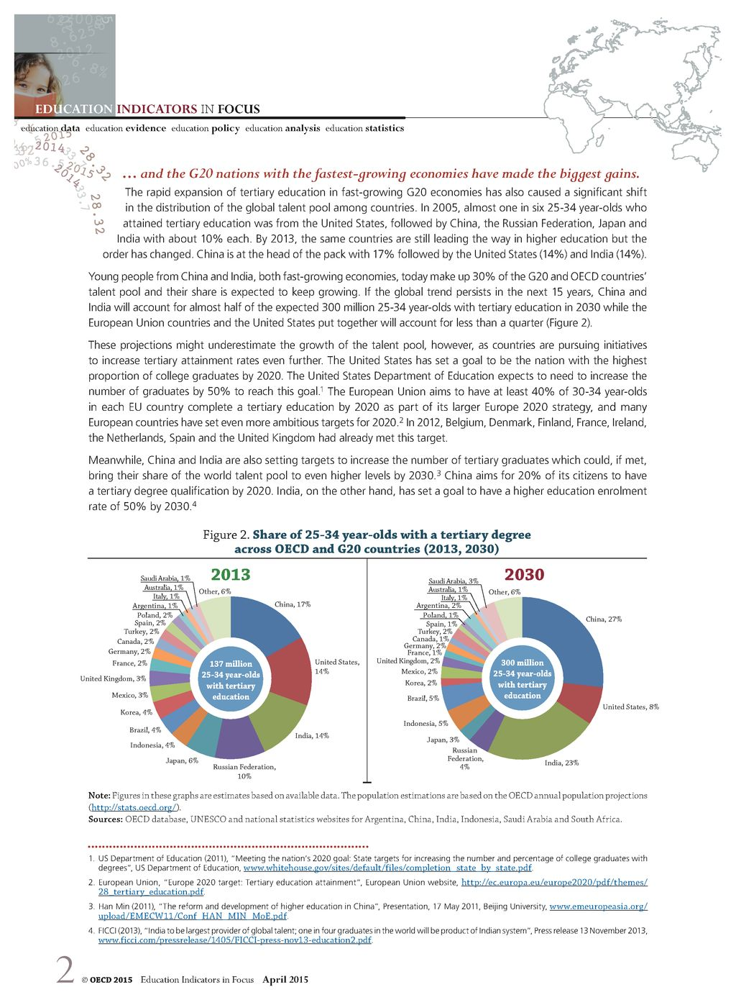 EDUCATION INDICATORS IN FOCUS
education data education evidence education policy education analysis education statistics
… and the G20 nations with the fastest-growing economies have made the biggest gains.
The rapid expansion of tertiary education in fast-growing G20 economies has also caused a significant shift
in the distribution of the global talent pool among countries. In 2005, almost one in six 25-34 year-olds who
attained tertiary education was from the United States, followed by China, the Russian Federation, Japan and
India with about 10% each. By 2013, the same countries are still leading the way in higher education but the
order has changed. China is at the head of the pack with 17% followed by the United States (14%) and India (14%).
Young people from China and India, both fast-growing economies, today make up 30% of the G20 and OECD countries'
talent pool and their share is expected to keep growing. If the global trend persists in the next 15 years, China and
India will account for almost half of the expected 300 million 25-34 year-olds with tertiary education in 2030 while the
European Union countries and the United States put together will account for less than a quarter (Figure 2).
These projections might underestimate the growth of the talent pool, however, as countries are pursuing initiatives
to increase tertiary attainment rates even further. The United States has set a goal to be the nation with the highest
proportion of college graduates by 2020. The United States Department of Education expects to need to increase the
number of graduates by 50% to reach this goal.1 The European Union aims to have at least 40% of 30-34 year-olds
in each EU country complete a tertiary education by 2020 as part of its larger Europe 2020 strategy, and many
European countries have set even more ambitious targets for 2020.2 In 2012, Belgium, Denmark, Finland, France, Ireland,
the Netherlands, Spain and the United Kingdom had already met this target.
Meanwhile, China and India are also setting targets to increase the number of tertiary graduates which could, if met,
bring their share of the world talent pool to even higher levels by 2030.3 China aims for 20% of its citizens to have
a tertiary degree qualification by 2020. India, on the other hand, has set a goal to have a higher education enrolment
rate of 50% by 2030.4
Figure 2. Share of 25-34 year-olds with a tertiary degree
across OECD and G20 countries (2013, 2030)
2013
Saudi Arabia, 1%
Australia, 1%
Italy, 1%
Argentina, 1%
Poland, 2%
Spain, 2%
Turkey, 2%
Canada, 2%
Germany, 2%
France, 2%
United Kingdom, 3%
Mexico, 3%
Korea, 4%
Brazil, 4%
Indonesia, 4%
Japan, 6%
Russian Federation,
10%
India, 14%
United States,
14%
China, 17%
Other, 6%
137 million
25-34 year-olds
with tertiary
education
2030
Saudi Arabia, 3%
Australia, 1%
Italy, 1%
Argentina, 2%
Poland, 1%
Spain, 1%
Turkey, 2%
Canada, 1%
Germany, 2%
France, 1%
United Kingdom, 2%
Mexico, 2%
Korea, 2%
Brazil, 5%
Indonesia, 5%
Japan, 3%
Russian
Federation,
4%
India, 23%
United States, 8%
China, 27%
Other, 6%
300 million
25-34 year-olds
with tertiary
education
Note: Figures in these graphs are estimates based on available data. The population estimations are based on the OECD annual population projections
(http://stats.oecd.org/).
Sources: OECD database, UNESCO and national statistics websites for Argentina, China, India, Indonesia, Saudi Arabia and South Africa.
1. US Department of Education (2011), "Meeting the nation's 2020 goal: State targets for increasing the number and percentage of college graduates with
degrees", US Department of Education, www.whitehouse.gov/sites/default/files/completion_state_by_state.pdf.
2. European Union, "Europe 2020 target: Tertiary education attainment", European Union website, http://ec.europa.eu/europe2020/pdf/themes/
28_tertiary_education.pdf.
3. Han Min (2011), "The reform and development of higher education in China", Presentation, 17 May 2011, Beijing University, www.emeuropeasia.org/
upload/EMECW11/Conf_HAN_MIN_MoE.pdf.
4. FICCI (2013), "India to be largest provider of global talent; one in four graduates in the world will be product of Indian system", Press release 13 November 2013,
www.ficci.com/pressrelease/1405/FICCI-press-nov13-education2.pdf.
2 © OECD 2015 Education Indicators in Focus April 2015